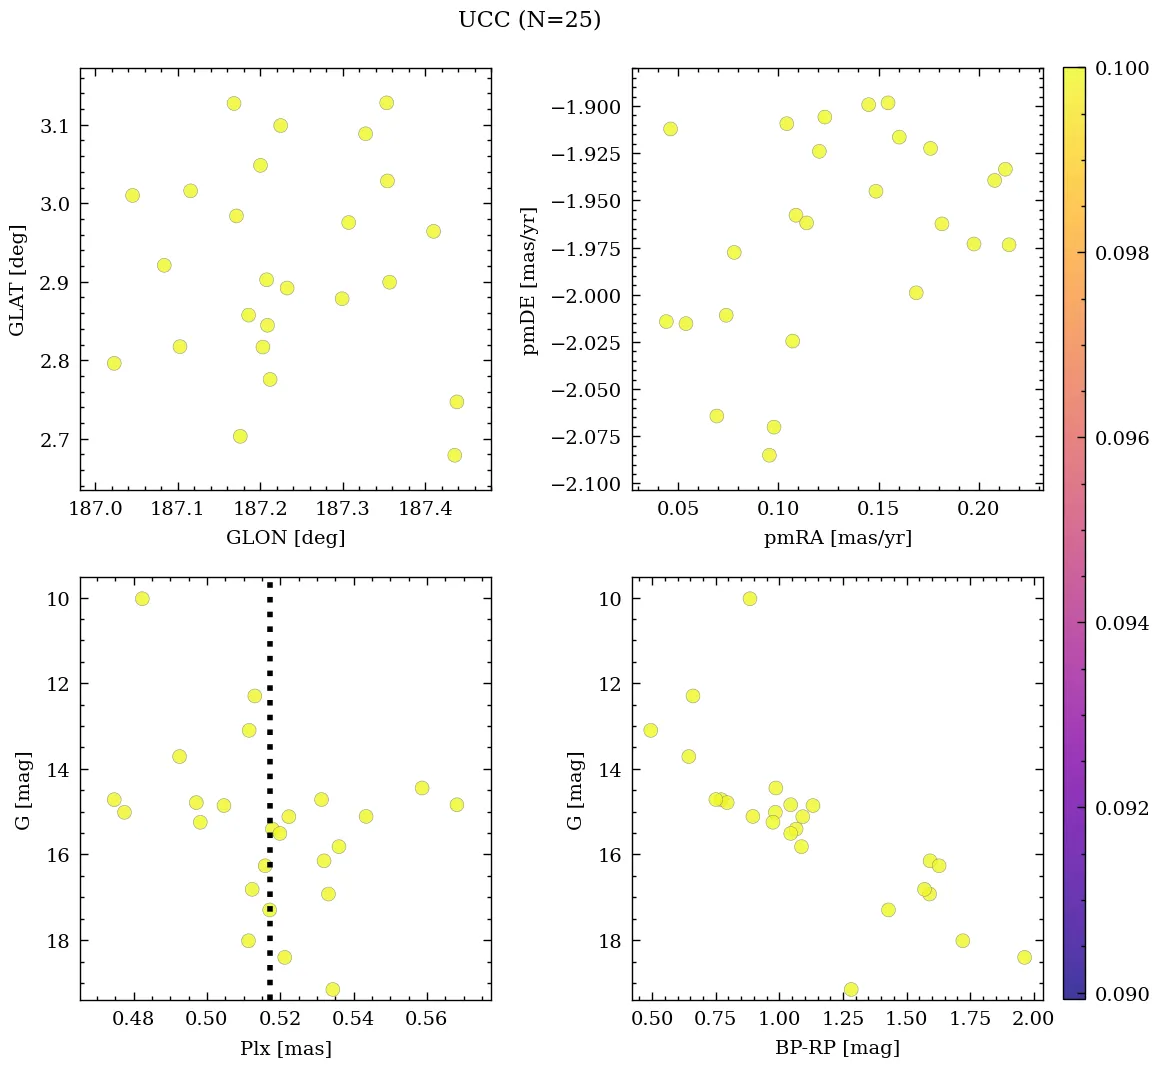 UCC (N=25)
3.1
3.0
2.9
2.8
2.7
GLAT [deg]
187.0 187.1 187.2 187.3 187.4
GLON [deg]
−1.900
−1.925
−1.950
−1.975
−2.000
−2.025
−2.050
−2.075
−2.100
pmDE [mas/yr]
0.05 0.10 0.15 0.20
pmRA [mas/yr]
10
12
14
16
18
G [mag]
0.48 0.50 0.52 0.54 0.56
Plx [mas]
10
12
14
16
18
G [mag]
0.50 0.75 1.00 1.25 1.50 1.75 2.00
BP-RP [mag]
0.100
0.098
0.096
0.094
0.092
0.090